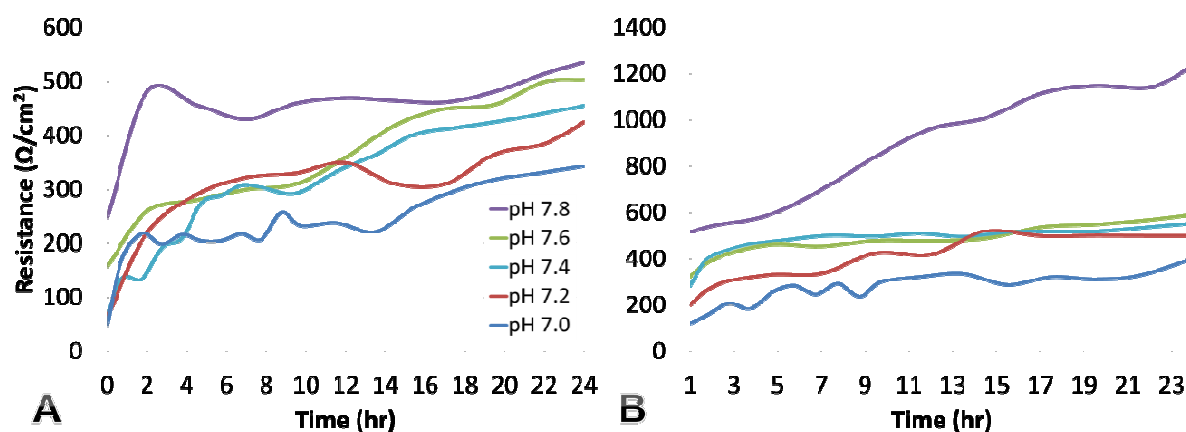 600
500
400
300
200
100
0
Resistance (Ω/cm²)
pH 7.8
pH 7.6
pH 7.4
pH 7.2
pH 7.0
0 2 4 6 8 10 12 14 16 18 20 22 24
Time (hr)
A
1400
1200
1000
800
600
400
200
0
1 3 5 7 9 11 13 15 17 19 21 23
Time (hr)
B